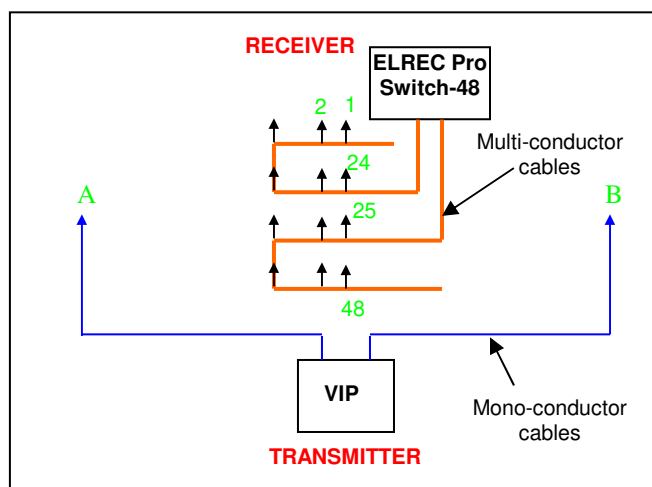 RECEIVER
ELREC Pro
Switch-48
2 1
Multi-conductor
cables
24
A
25
B
48
VIP
Mono-conductor
cables
TRANSMITTER